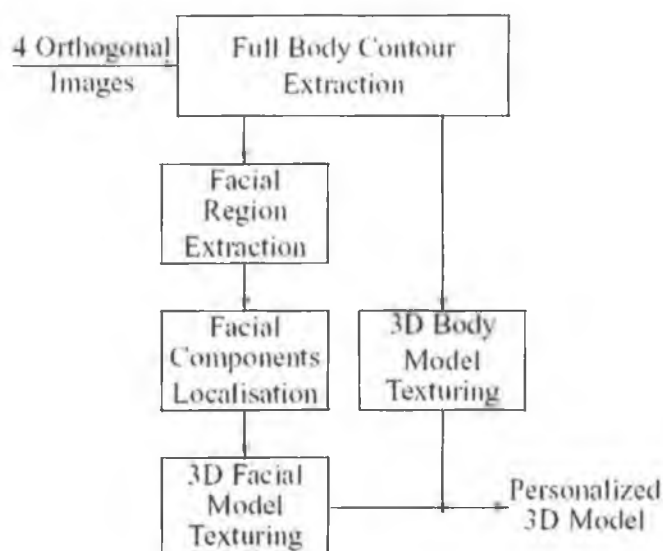 4 Orthogonal
Images
Full Body Contour
Extraction
Facial
Region
Extraction
Facial
Components
Localisation
3D Body
Model
Texturing
3D Facial
Model
Texturing
Personalized
3D Model